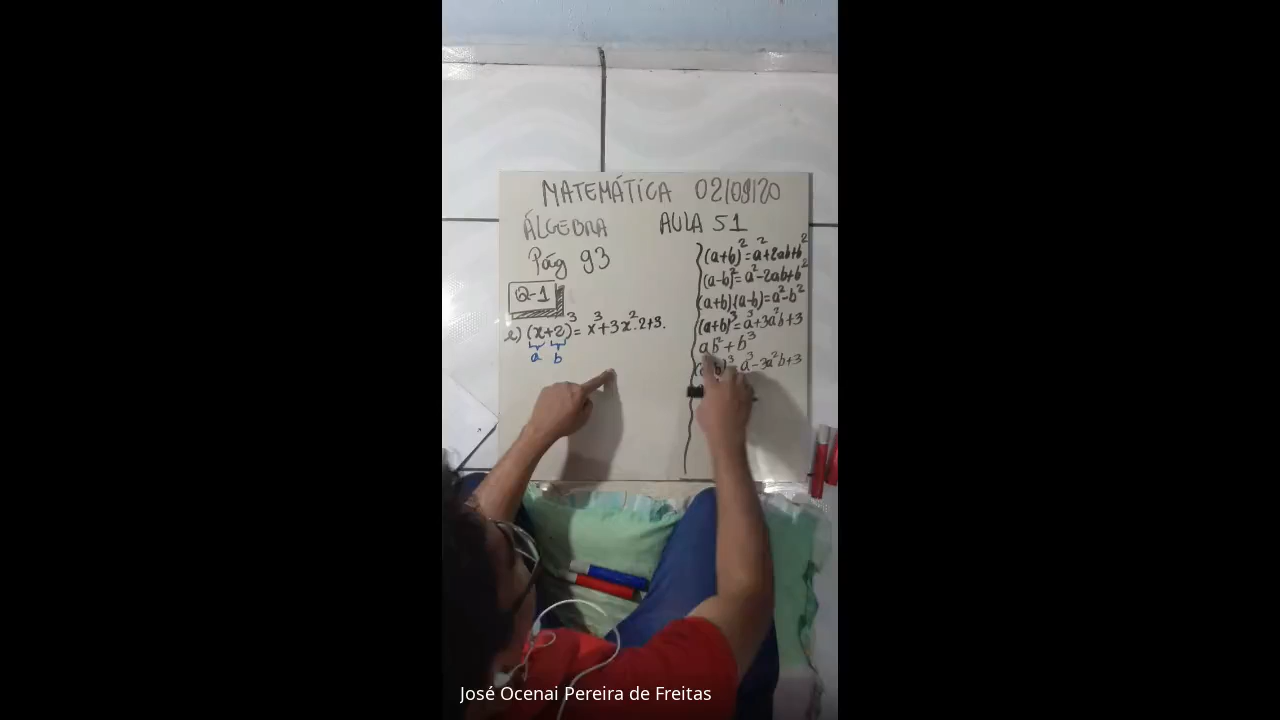 MATEMÁTICA 02/09/20
ÁLGEBRA AULA 51
Pág 93
Q-1
e) (x+2)³ = x³+3x².2+3.
a b
(a+b)²=a²+2ab+b²
(a-b)²=a²-2ab+b²
(a+b).(a-b)=a²-b²
(a+b)³=a³+3a²b+3
ab²+b³
b)³=a³-3a²b+3
José Ocenai Pereira de Freitas